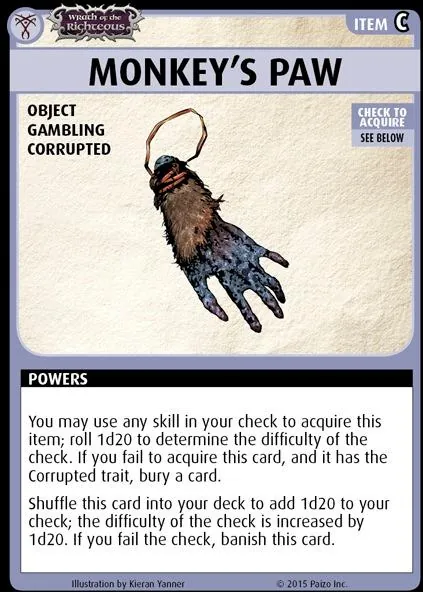 Wrath of the
Righteous
ITEM C
MONKEY'S PAW
OBJECT
GAMBLING
CORRUPTED
CHECK TO
ACQUIRE
SEE BELOW
POWERS
You may use any skill in your check to acquire this
item; roll 1d20 to determine the difficulty of the
check. If you fail to acquire this card, and it has the
Corrupted trait, bury a card.
Shuffle this card into your deck to add 1d20 to your
check; the difficulty of the check is increased by
1d20. If you fail the check, banish this card.
Illustration by Kieran Yanner © 2015 Paizo Inc.